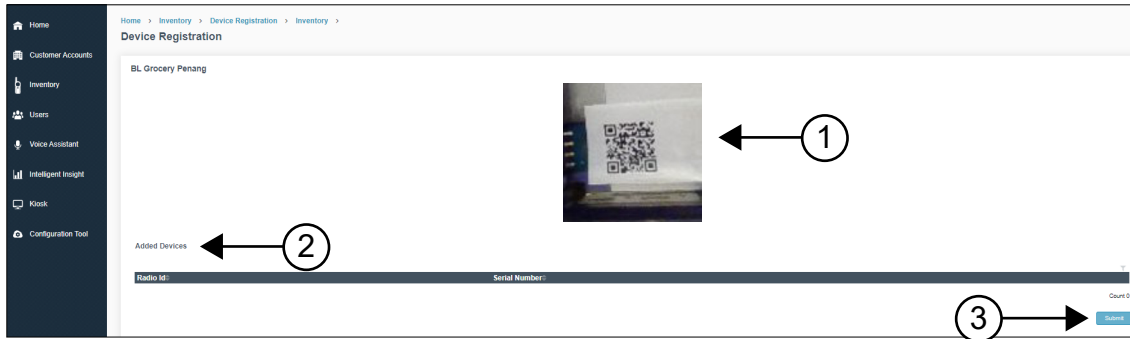 Home
Customer Accounts
Inventory
Users
Voice Assistant
Intelligent Insight
Kiosk
Configuration Tool
Home > Inventory > Device Registration > Inventory >
Device Registration
BL Grocery Penang
1
Added Devices
2
Radio Id Serial Number
Count 0
3
Submit